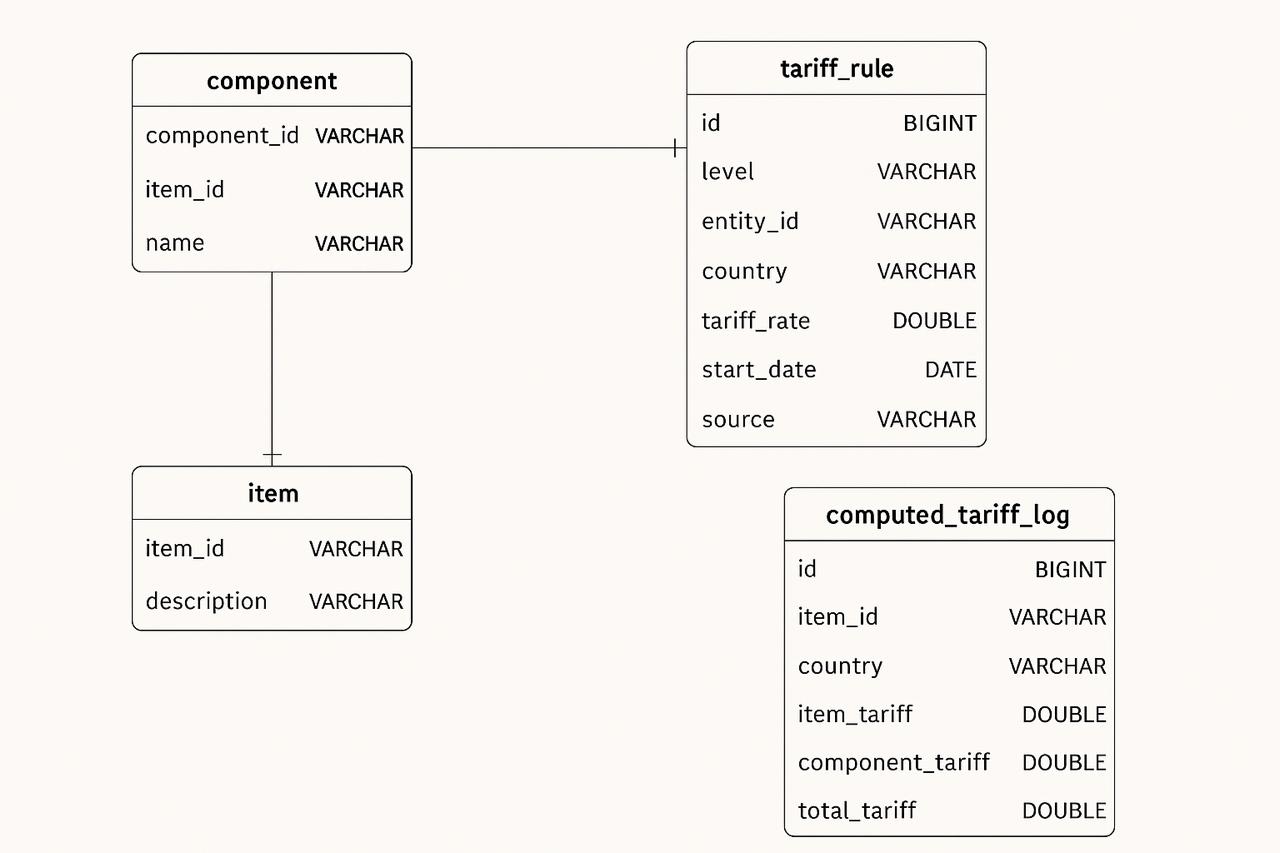 component
component_id VARCHAR
item_id VARCHAR
name VARCHAR
tariff_rule
id BIGINT
level VARCHAR
entity_id VARCHAR
country VARCHAR
tariff_rate DOUBLE
start_date DATE
source VARCHAR
item
item_id VARCHAR
description VARCHAR
computed_tariff_log
id BIGINT
item_id VARCHAR
country VARCHAR
item_tariff DOUBLE
component_tariff DOUBLE
total_tariff DOUBLE